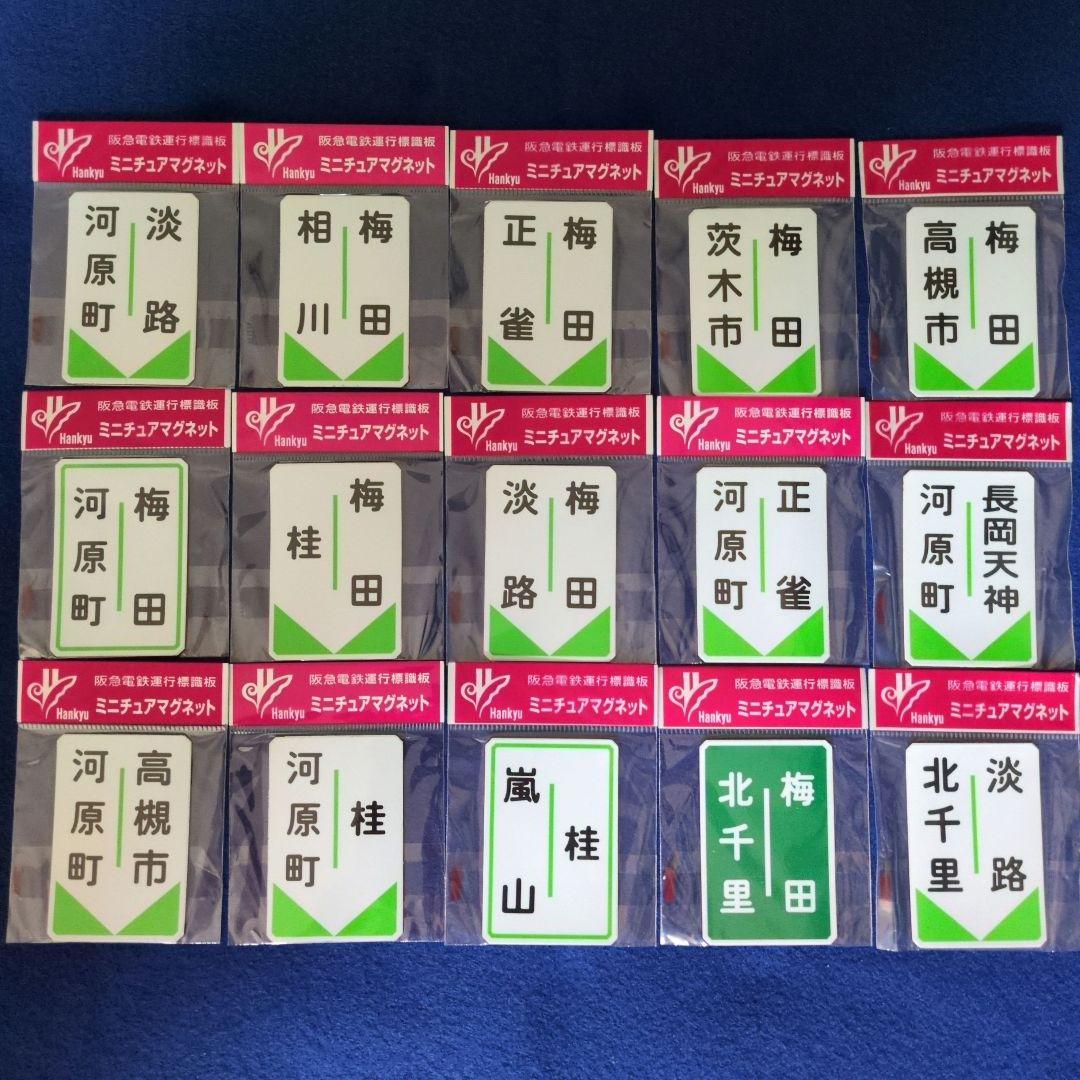 阪急電鉄運行標識板
ミニチュアマグネット
Hankyu
淡路
河原町
阪急電鉄運行標識板
ミニチュアマグネット
Hankyu
梅田
相川
阪急電鉄運行標識板
ミニチュアマグネット
Hankyu
梅田
正雀
阪急電鉄運行標識板
ミニチュアマグネット
Hankyu
梅田
茨木市
阪急電鉄運行標識板
ミニチュアマグネット
Hankyu
梅田
高槻市
阪急電鉄運行標識板
ミニチュアマグネット
Hankyu
梅田
河原町
阪急電鉄運行標識板
ミニチュアマグネット
Hankyu
梅田
桂
阪急電鉄運行標識板
ミニチュアマグネット
Hankyu
梅田
淡路
阪急電鉄運行標識板
ミニチュアマグネット
Hankyu
正雀
河原町
阪急電鉄運行標識板
ミニチュアマグネット
Hankyu
長岡天神
河原町
阪急電鉄運行標識板
ミニチュアマグネット
Hankyu
高槻市
河原町
阪急電鉄運行標識板
ミニチュアマグネット
Hankyu
桂
河原町
阪急電鉄運行標識板
ミニチュアマグネット
Hankyu
桂
嵐山
阪急電鉄運行標識板
ミニチュアマグネット
Hankyu
梅田
北千里
阪急電鉄運行標識板
ミニチュアマグネット
Hankyu
淡路
北千里